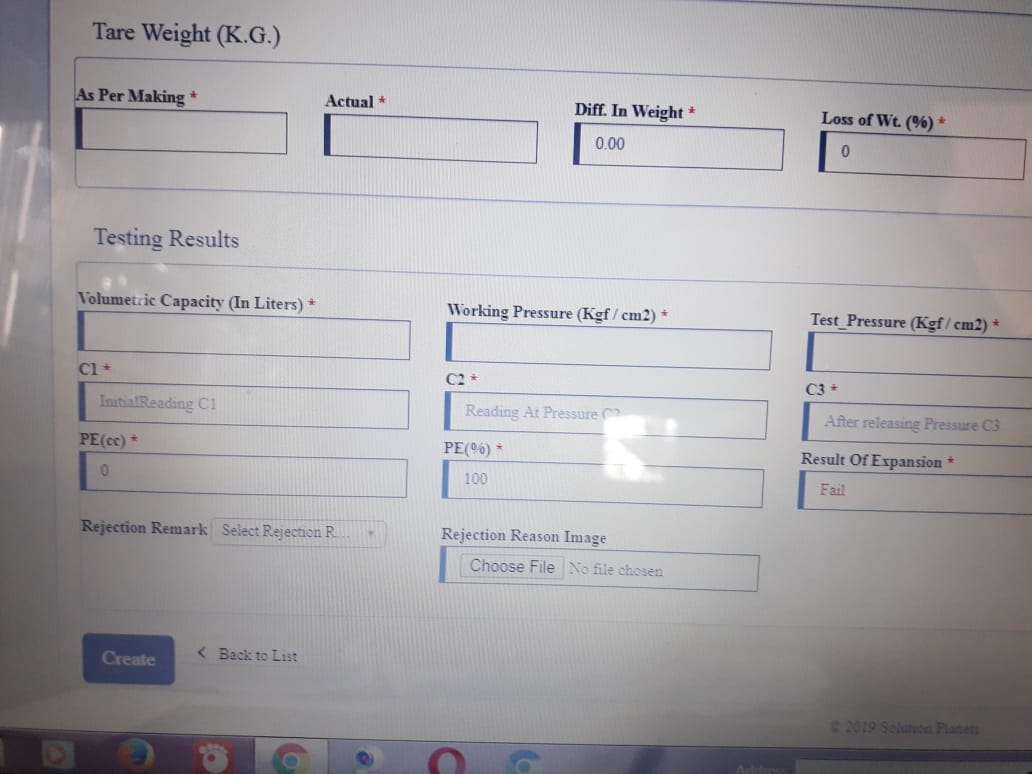 Tare Weight (K.G.)
As Per Making * Actual * Diff. In Weight * Loss of Wt. (%) *
0.00 0
Testing Results
Volumetric Capacity (In Liters) * Working Pressure (Kgf / cm2) * Test_Pressure (Kgf / cm2) *
C1 * C2 * C3 *
InitialReading C1 Reading At Pressure C2 After releasing Pressure C3
PE(cc) * PE(%) * Result Of Expansion *
0 100 Fail
Rejection Remark Select Rejection R... Rejection Reason Image
Choose File No file chosen
Create < Back to List
© 2019 Solution Planets
Address